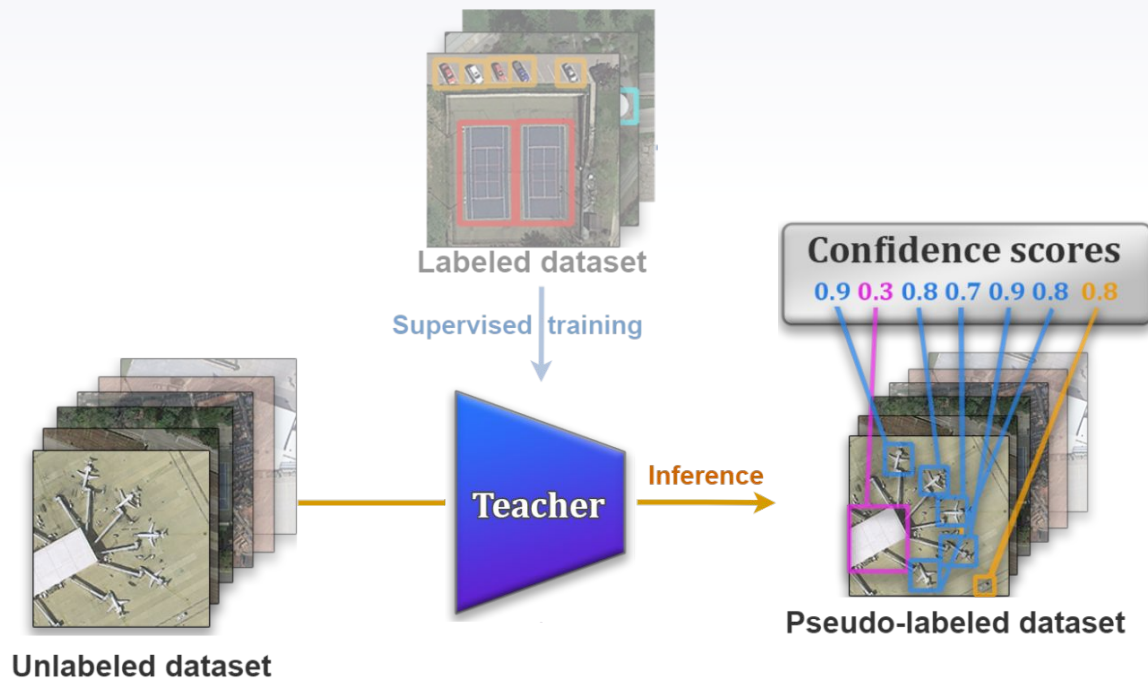 Labeled dataset
Supervised training
Confidence scores
0.9 0.3 0.8 0.7 0.9 0.8 0.8
Teacher
Inference
Pseudo-labeled dataset
Unlabeled dataset